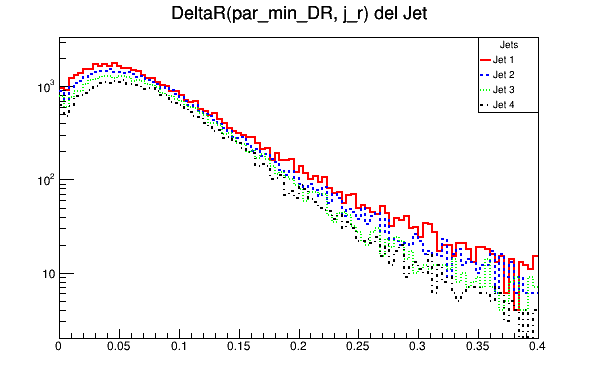 DeltaR(par_min_DR, j_r) del Jet
Jets
Jet 1
Jet 2
Jet 3
Jet 4
10³
10²
10
0 0.05 0.1 0.15 0.2 0.25 0.3 0.35 0.4